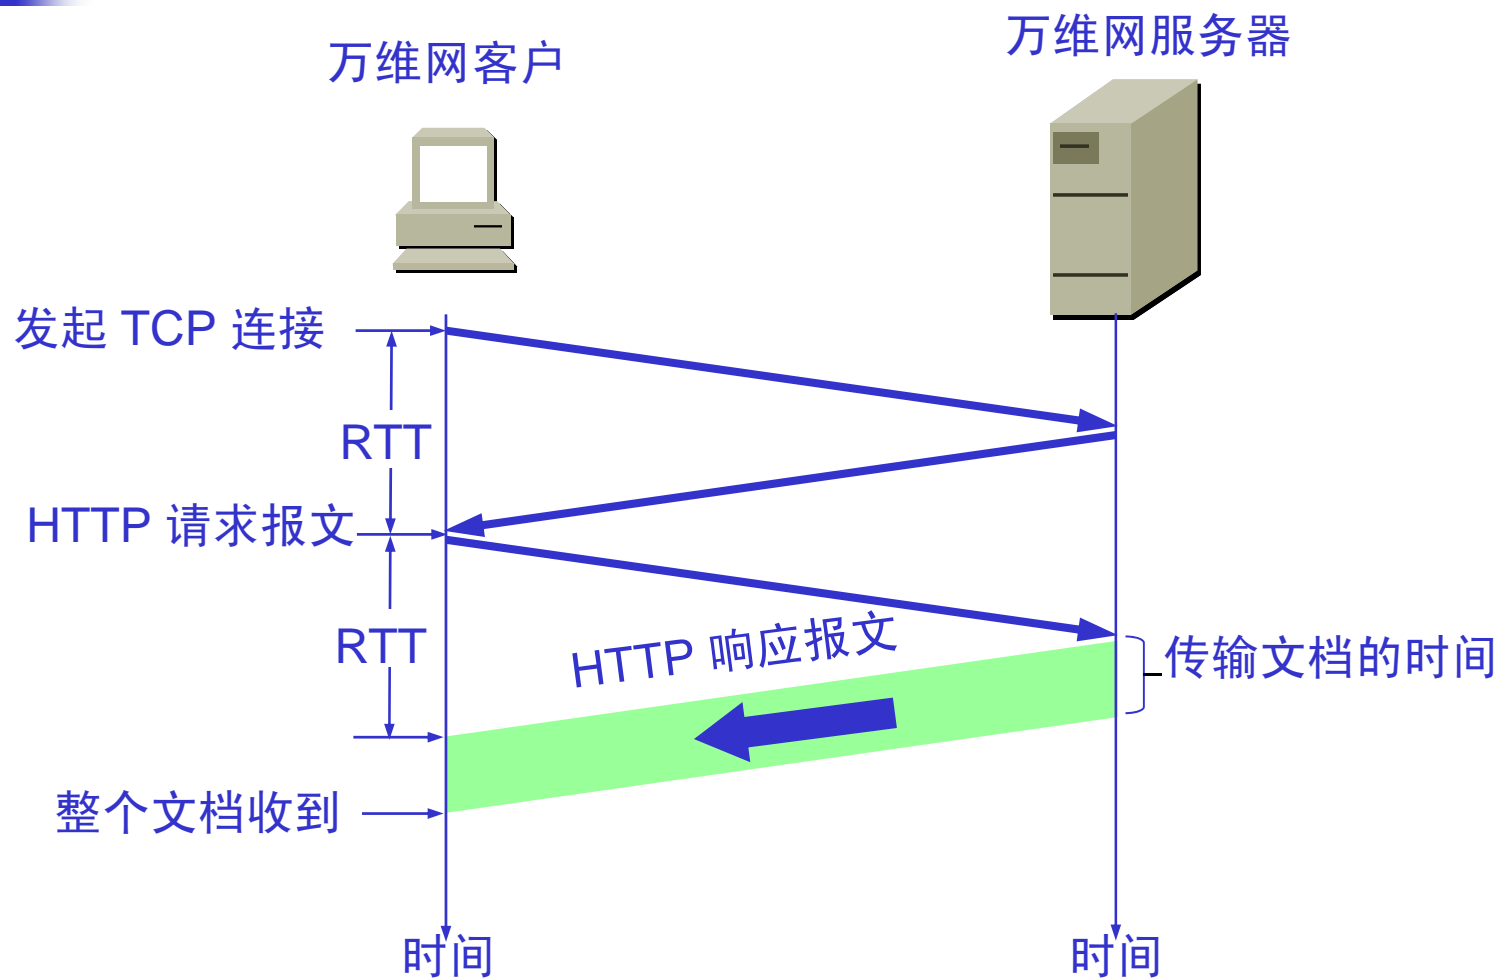 万维网客户
万维网服务器
发起 TCP 连接
RTT
HTTP 请求报文
RTT
HTTP 响应报文
传输文档的时间
整个文档收到
时间
时间